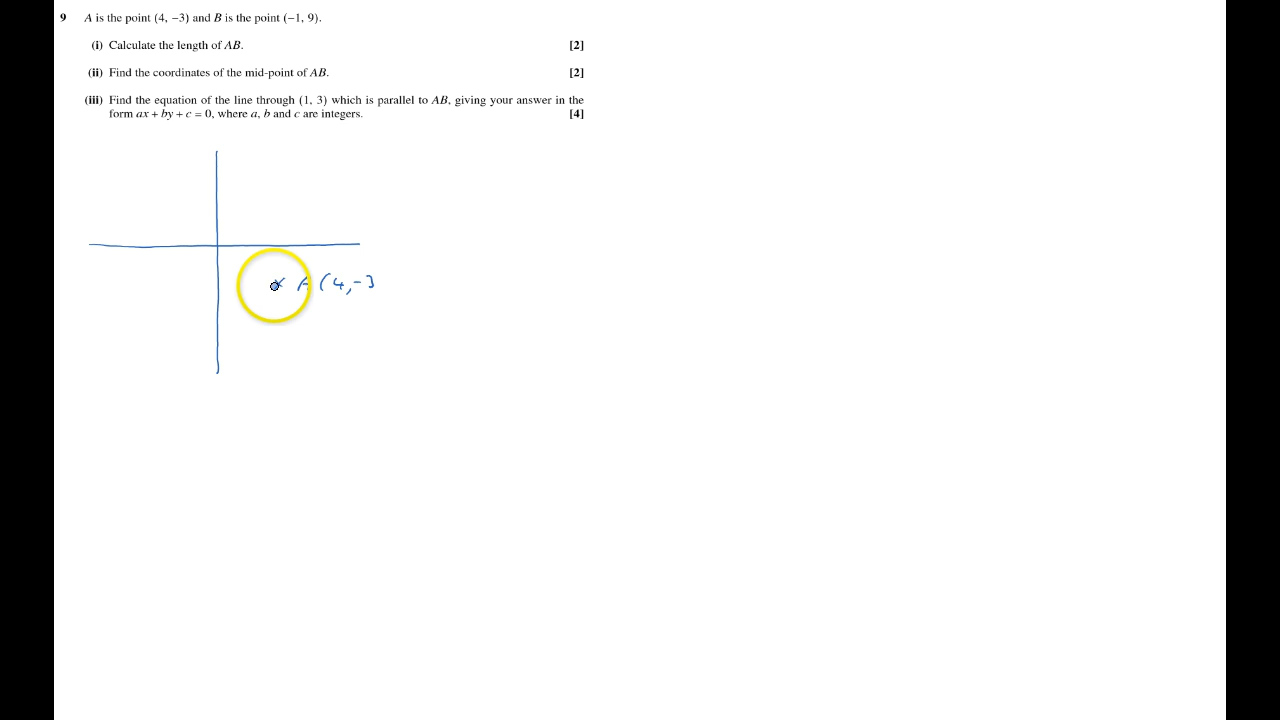 9 A is the point (4, −3) and B is the point (−1, 9).
(i) Calculate the length of AB. [2]
(ii) Find the coordinates of the mid-point of AB. [2]
(iii) Find the equation of the line through (1, 3) which is parallel to AB, giving your answer in the
form ax + by + c = 0, where a, b and c are integers. [4]
x A (4,-3